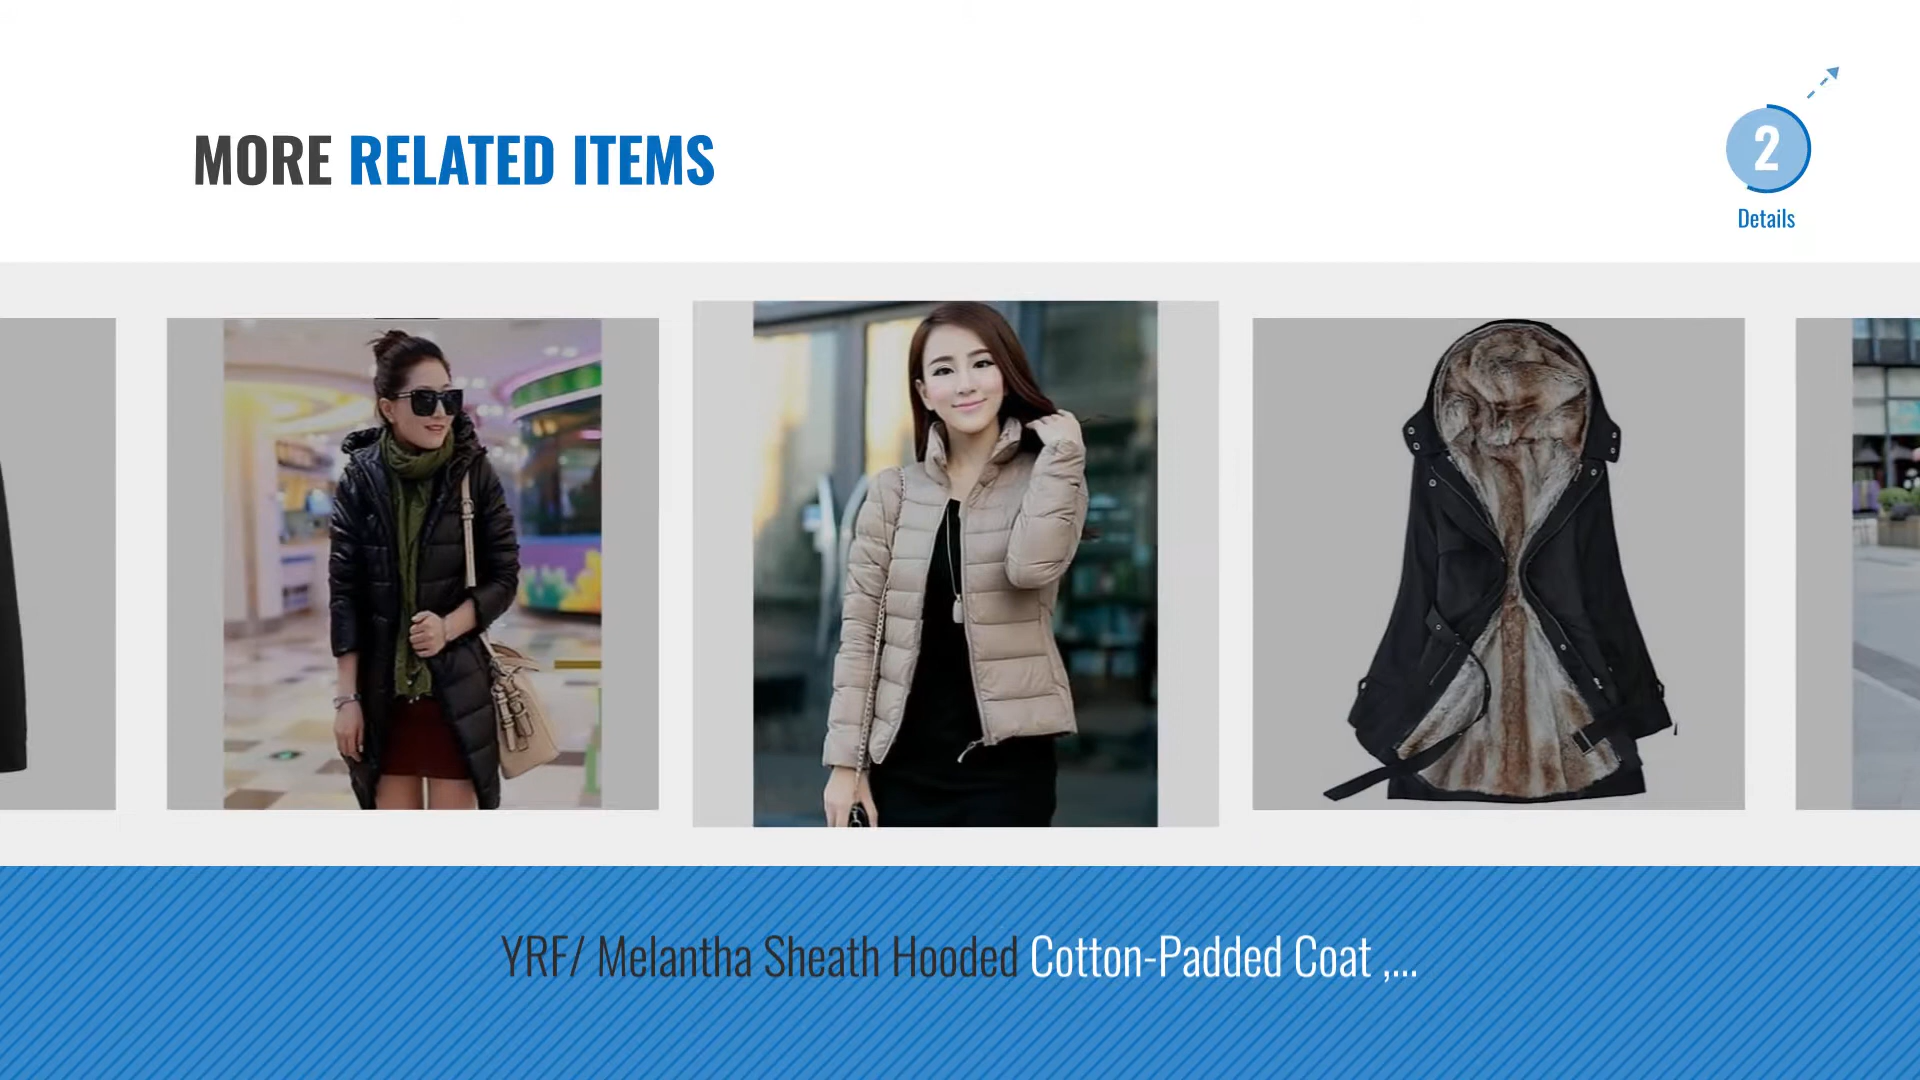 MORE RELATED ITEMS
2
Details
YRF/ Melantha Sheath Hooded Cotton-Padded Coat ,...